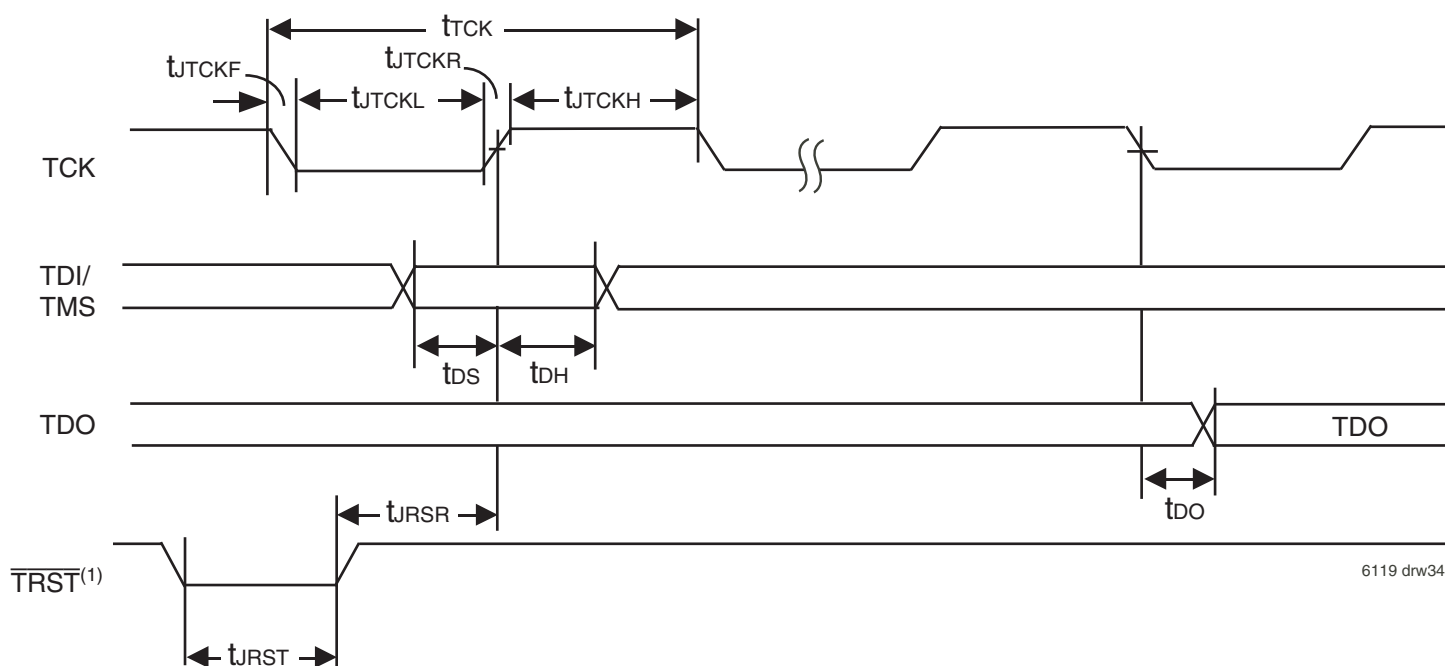 tTCK
tJTCKF
tJTCKR
tJTCKL
tJTCKH
TCK
TDI/
TMS
tDS
tDH
TDO
TDO
tJRSR
tDO
TRST(1)
6119 drw34
tJRST